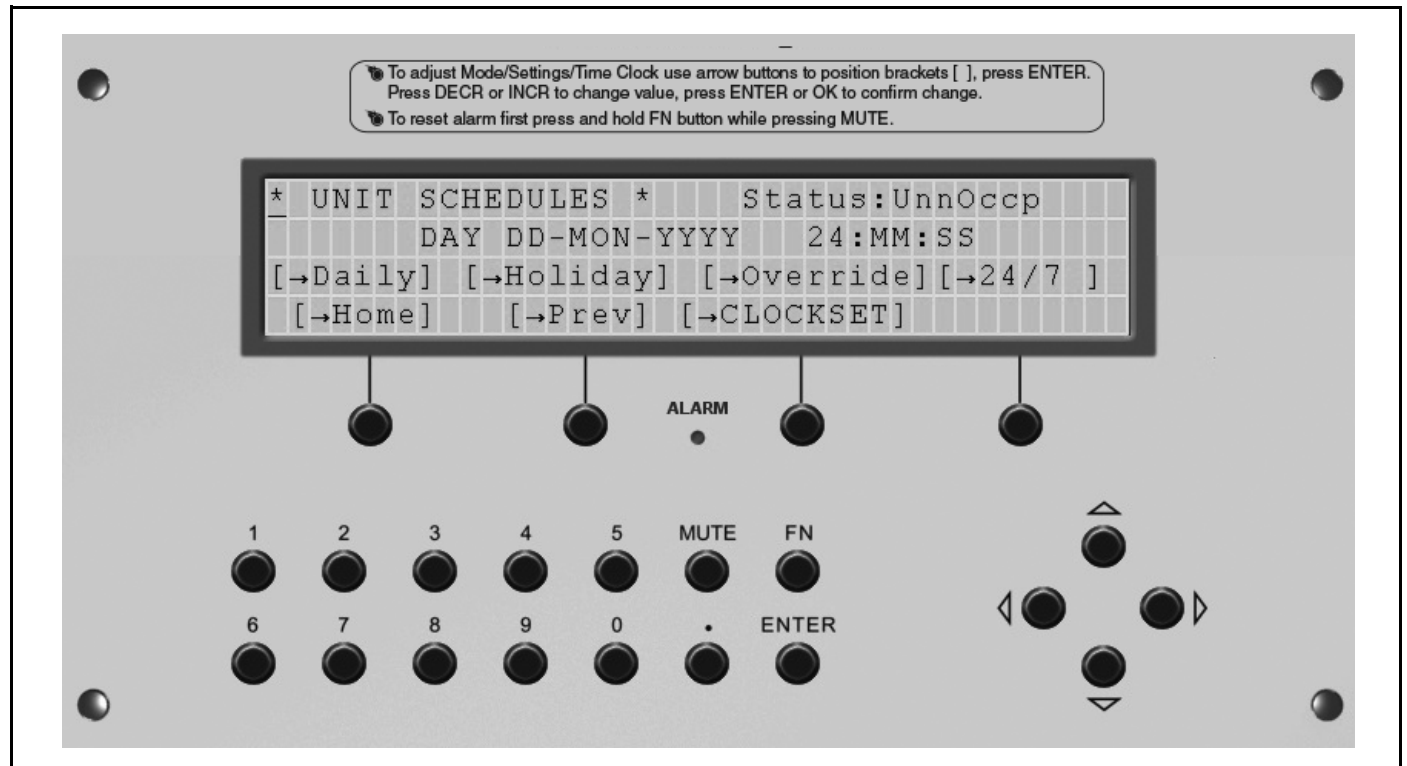 To adjust Mode/Settings/Time Clock use arrow buttons to position brackets [ ], press ENTER.
Press DECR or INCR to change value, press ENTER or OK to confirm change.
To reset alarm first press and hold FN button while pressing MUTE.
* UNIT SCHEDULES * Status:UnnOccp
DAY DD-MON-YYYY 24:MM:SS
[→Daily] [→Holiday] [→Override][→24/7 ]
[→Home] [→Prev] [→CLOCKSET]
ALARM
1 2 3 4 5 MUTE FN
6 7 8 9 0 . ENTER